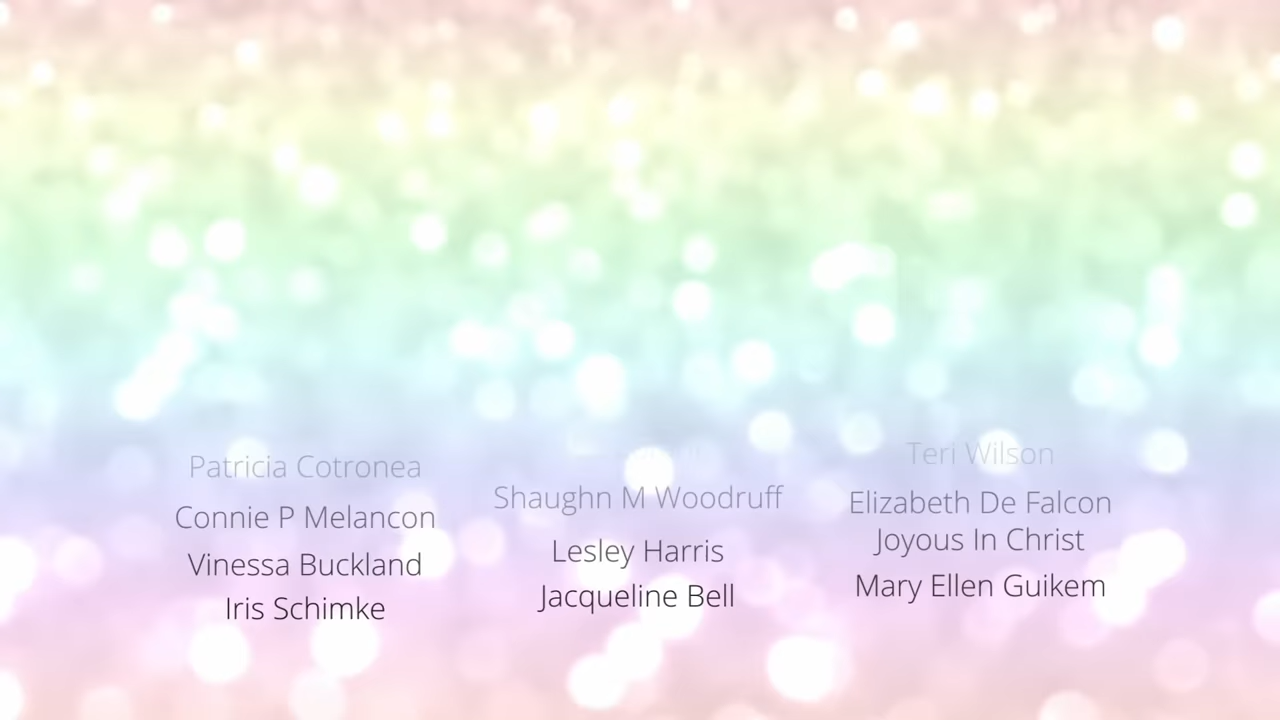 Patricia Cotronea
Connie P Melancon
Vinessa Buckland
Iris Schimke
Shaughn M Woodruff
Lesley Harris
Jacqueline Bell
Teri Wilson
Elizabeth De Falcon
Joyous In Christ
Mary Ellen Guikem